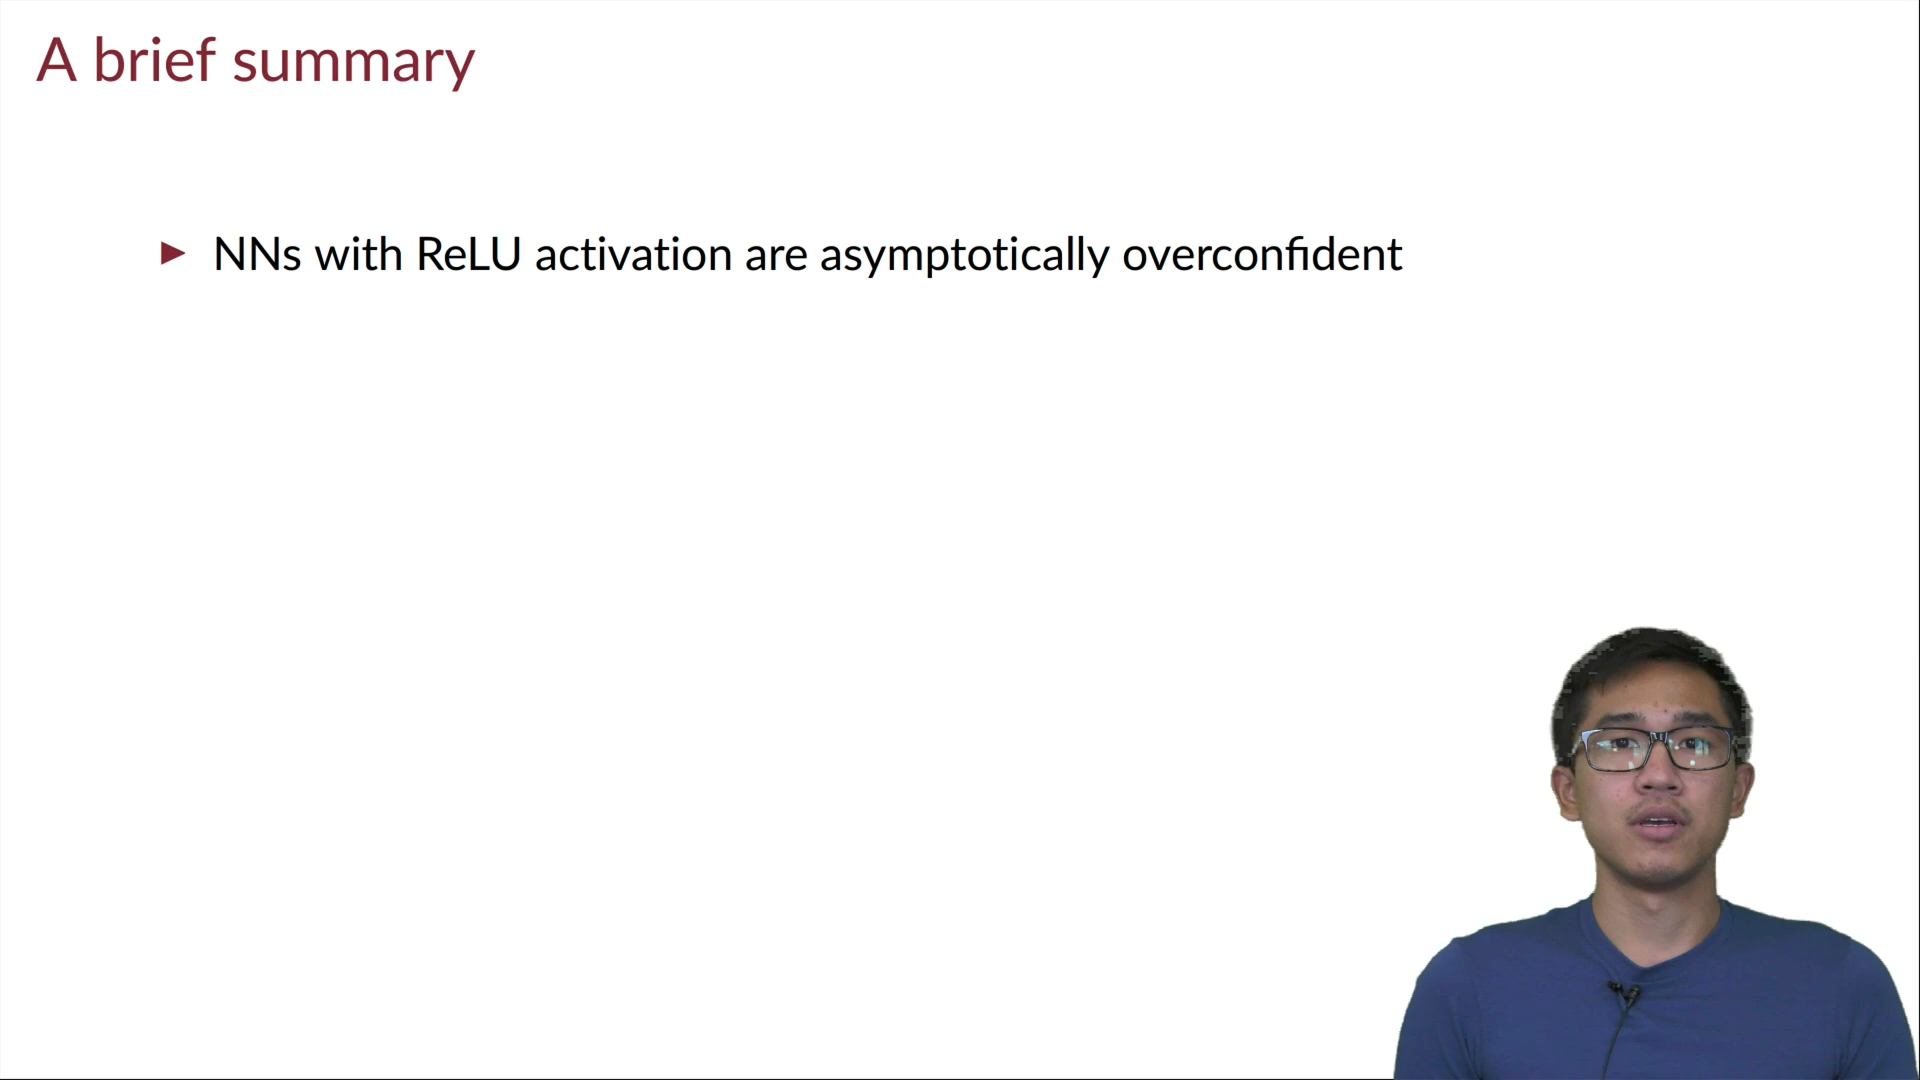 A brief summary
▶ NNs with ReLU activation are asymptotically overconfident